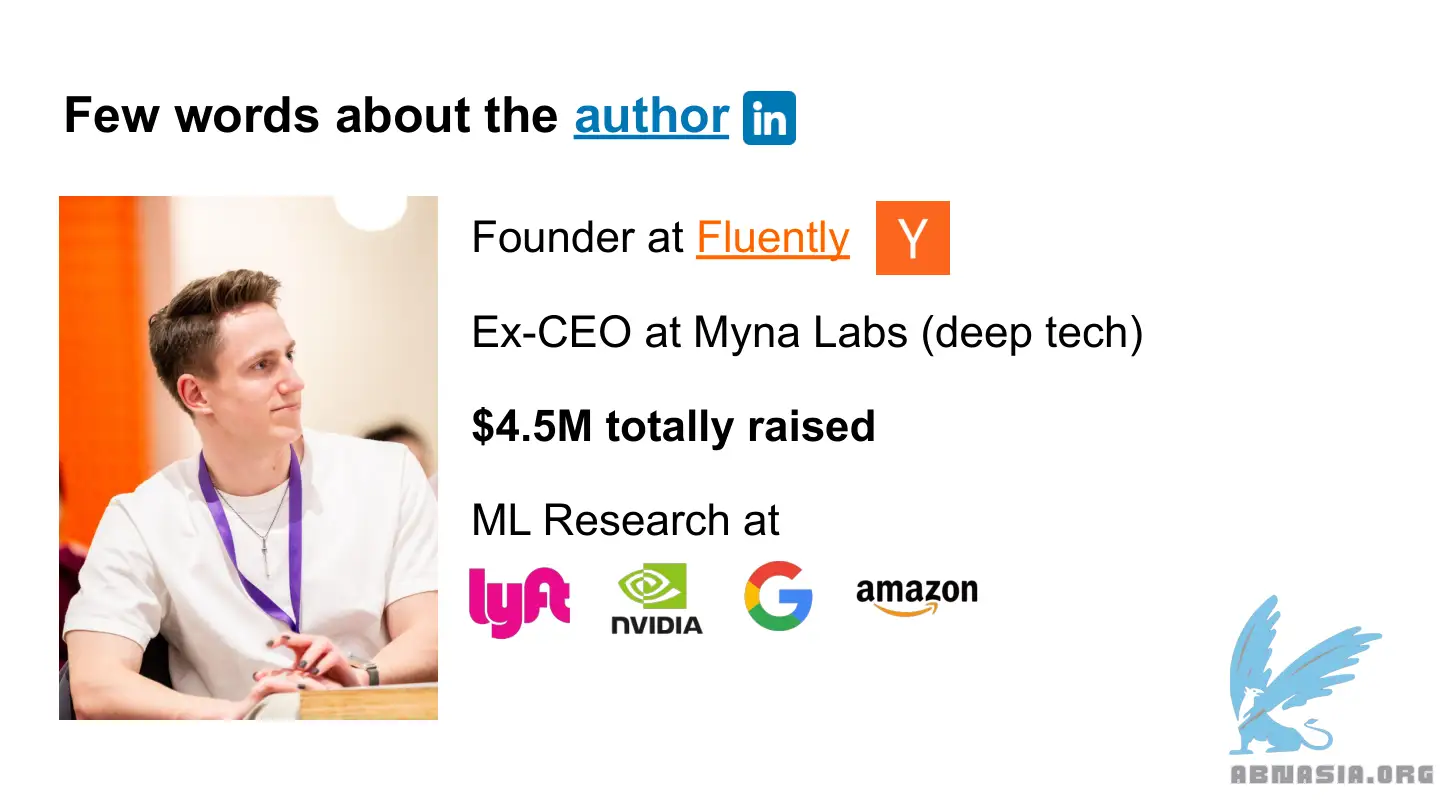 Few words about the author in
Founder at Fluently Y
Ex-CEO at Myna Labs (deep tech)
$4.5M totally raised
ML Research at
lyft NVIDIA G amazon
ABNASIA.ORG